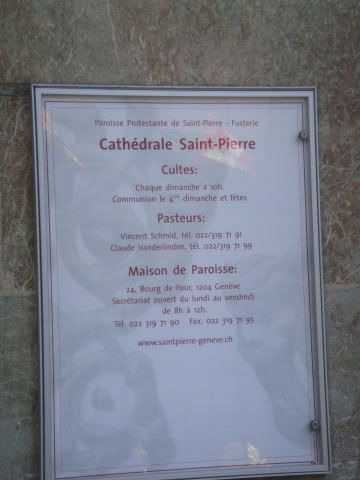 Paroisse Protestante de Saint-Pierre - Fusterie
Cathédrale Saint-Pierre
Cultes:
Chaque dimanche à 10h.
Communion le 4ème dimanche et fêtes
Pasteurs:
Vincent Schmid, tél. 022/319 71 91
Claude Vanderlinden, tél. 022/319 71 99
Maison de Paroisse:
24, Bourg de Four, 1204 Genève
Secrétariat ouvert du lundi au vendredi
de 8h à 12h.
Tél. 022 319 71 90 Fax. 022 319 71 95
www.saintpierre-geneve.ch